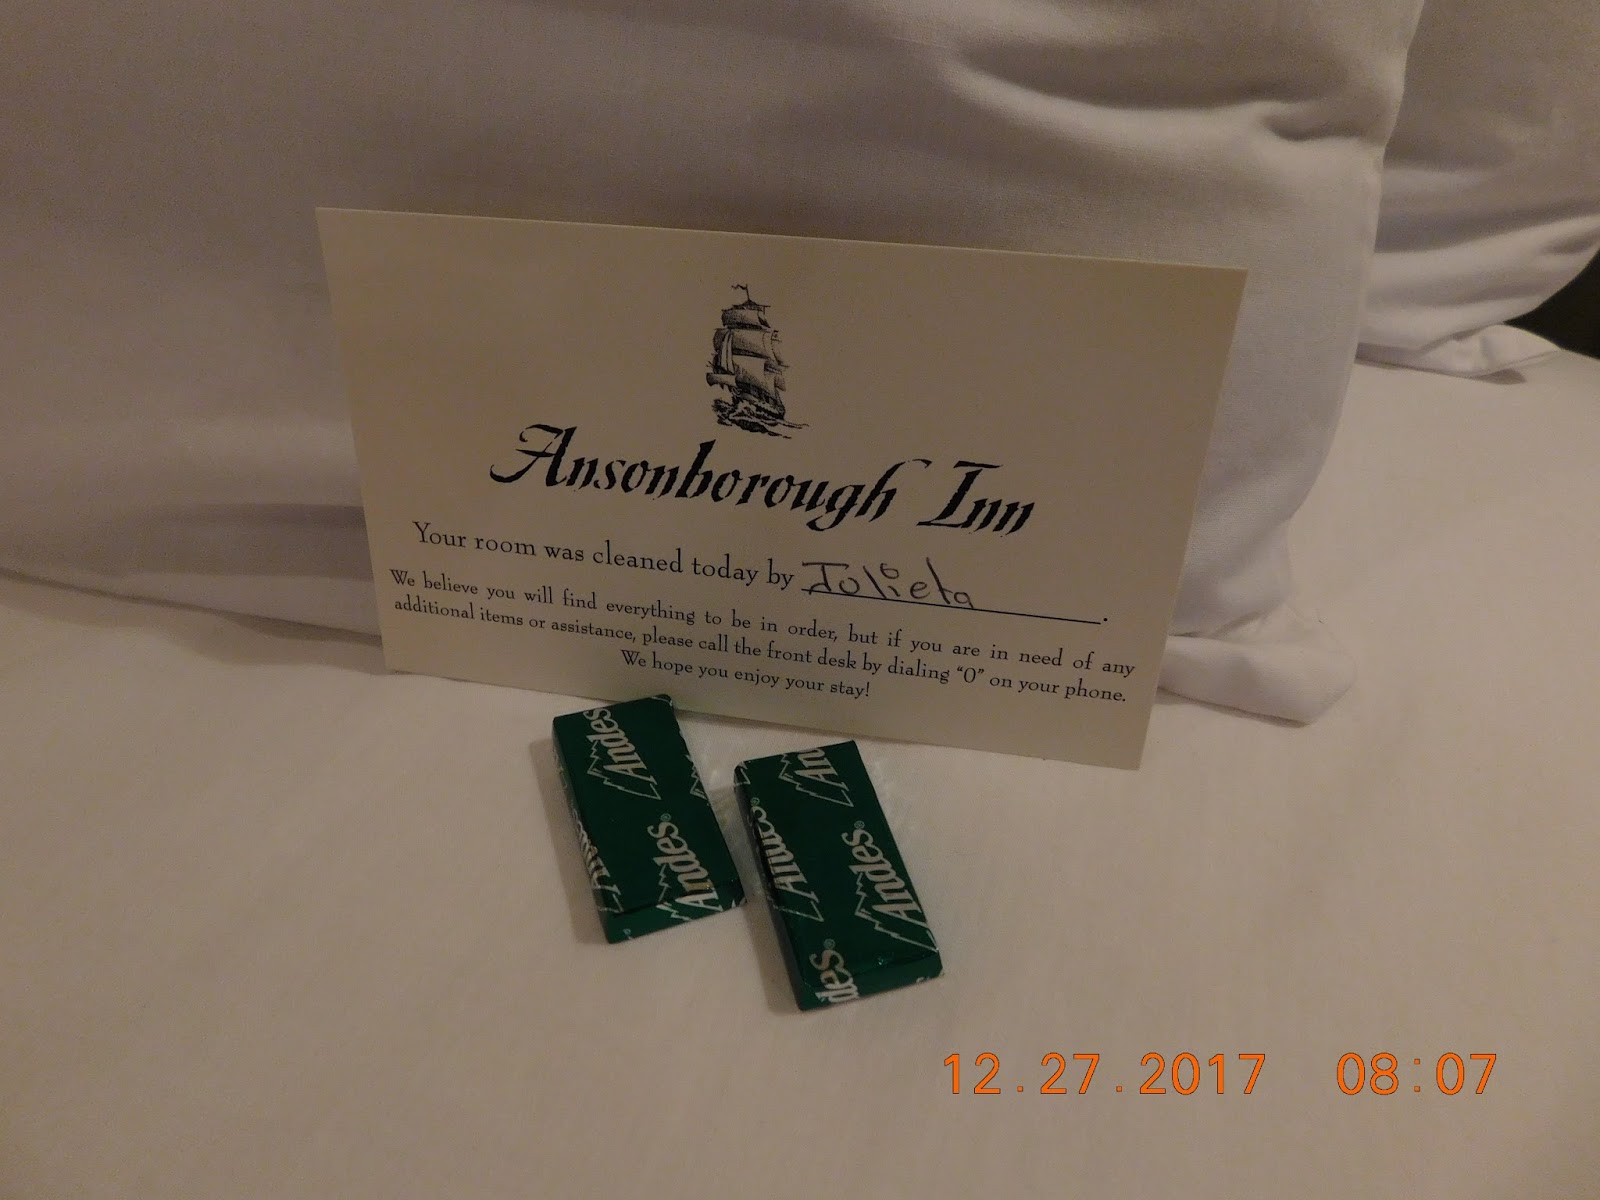 Ansonborough Inn
Your room was cleaned today by Julieta.
We believe you will find everything to be in order, but if you are in need of any
additional items or assistance, please call the front desk by dialing “0” on your phone.
We hope you enjoy your stay!
Andes
Andes®
Andes
Andes
Andes®
Andes®
des®
12.27.2017 08:07